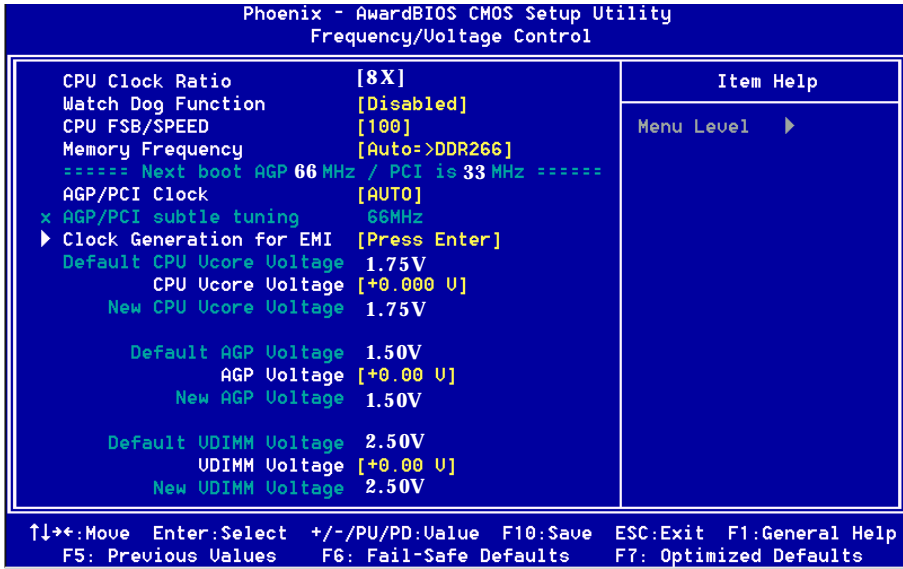 Phoenix - AwardBIOS CMOS Setup Utility
Frequency/Voltage Control
CPU Clock Ratio [8X]
Watch Dog Function [Disabled]
CPU FSB/SPEED [100]
Memory Frequency [Auto=>DDR266]
====== Next boot AGP 66 MHz / PCI is 33 MHz ======
AGP/PCI Clock [AUTO]
x AGP/PCI subtle tuning 66MHz
Clock Generation for EMI [Press Enter]
Default CPU Vcore Voltage 1.75V
CPU Vcore Voltage [+0.000 V]
New CPU Vcore Voltage 1.75V
Default AGP Voltage 1.50V
AGP Voltage [+0.00 V]
New AGP Voltage 1.50V
Default VDIMM Voltage 2.50V
VDIMM Voltage [+0.00 V]
New VDIMM Voltage 2.50V
Item Help
Menu Level
↑↓→←:Move Enter:Select +/-/PU/PD:Value F10:Save ESC:Exit F1:General Help
F5: Previous Values F6: Fail-Safe Defaults F7: Optimized Defaults